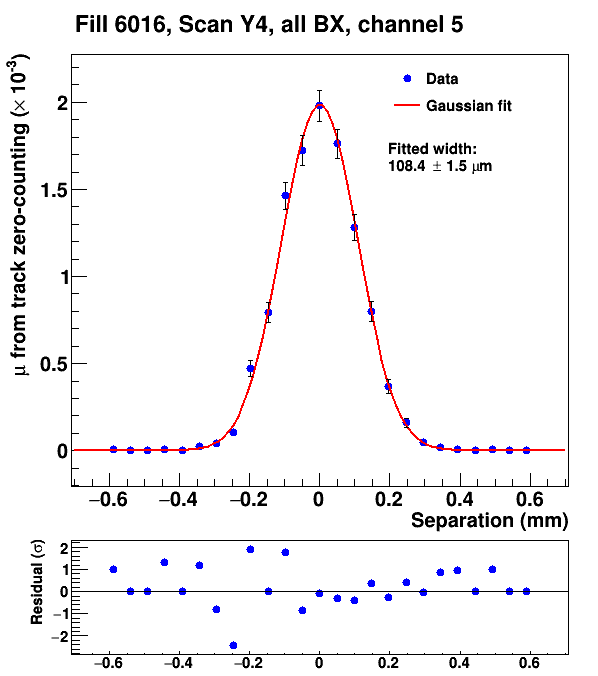 Fill 6016, Scan Y4, all BX, channel 5
μ from track zero-counting (× 10⁻³)
2
1.5
1
0.5
0
Data
Gaussian fit
Fitted width:
108.4 ± 1.5 μm
−0.6 −0.4 −0.2 0 0.2 0.4 0.6
Separation (mm)
Residual (σ)
2
1
0
−1
−2
−0.6 −0.4 −0.2 0 0.2 0.4 0.6